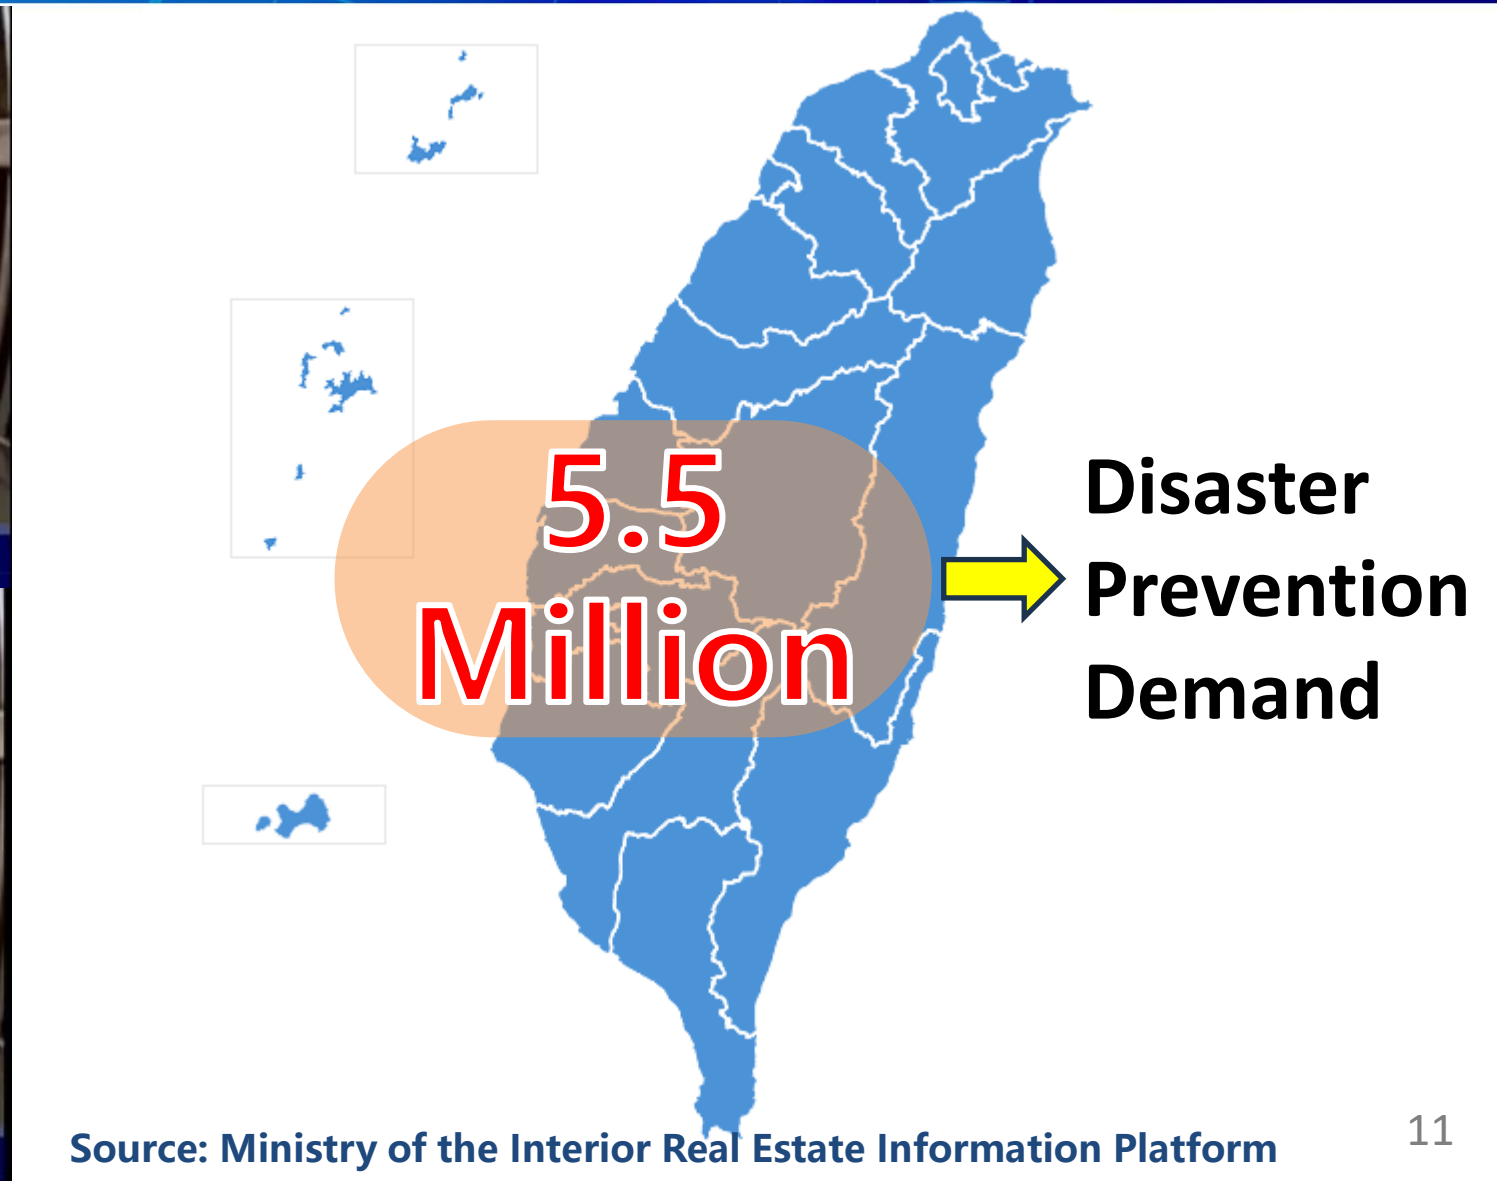 5.5
Million
Disaster
Prevention
Demand
Source: Ministry of the Interior Real Estate Information Platform
11